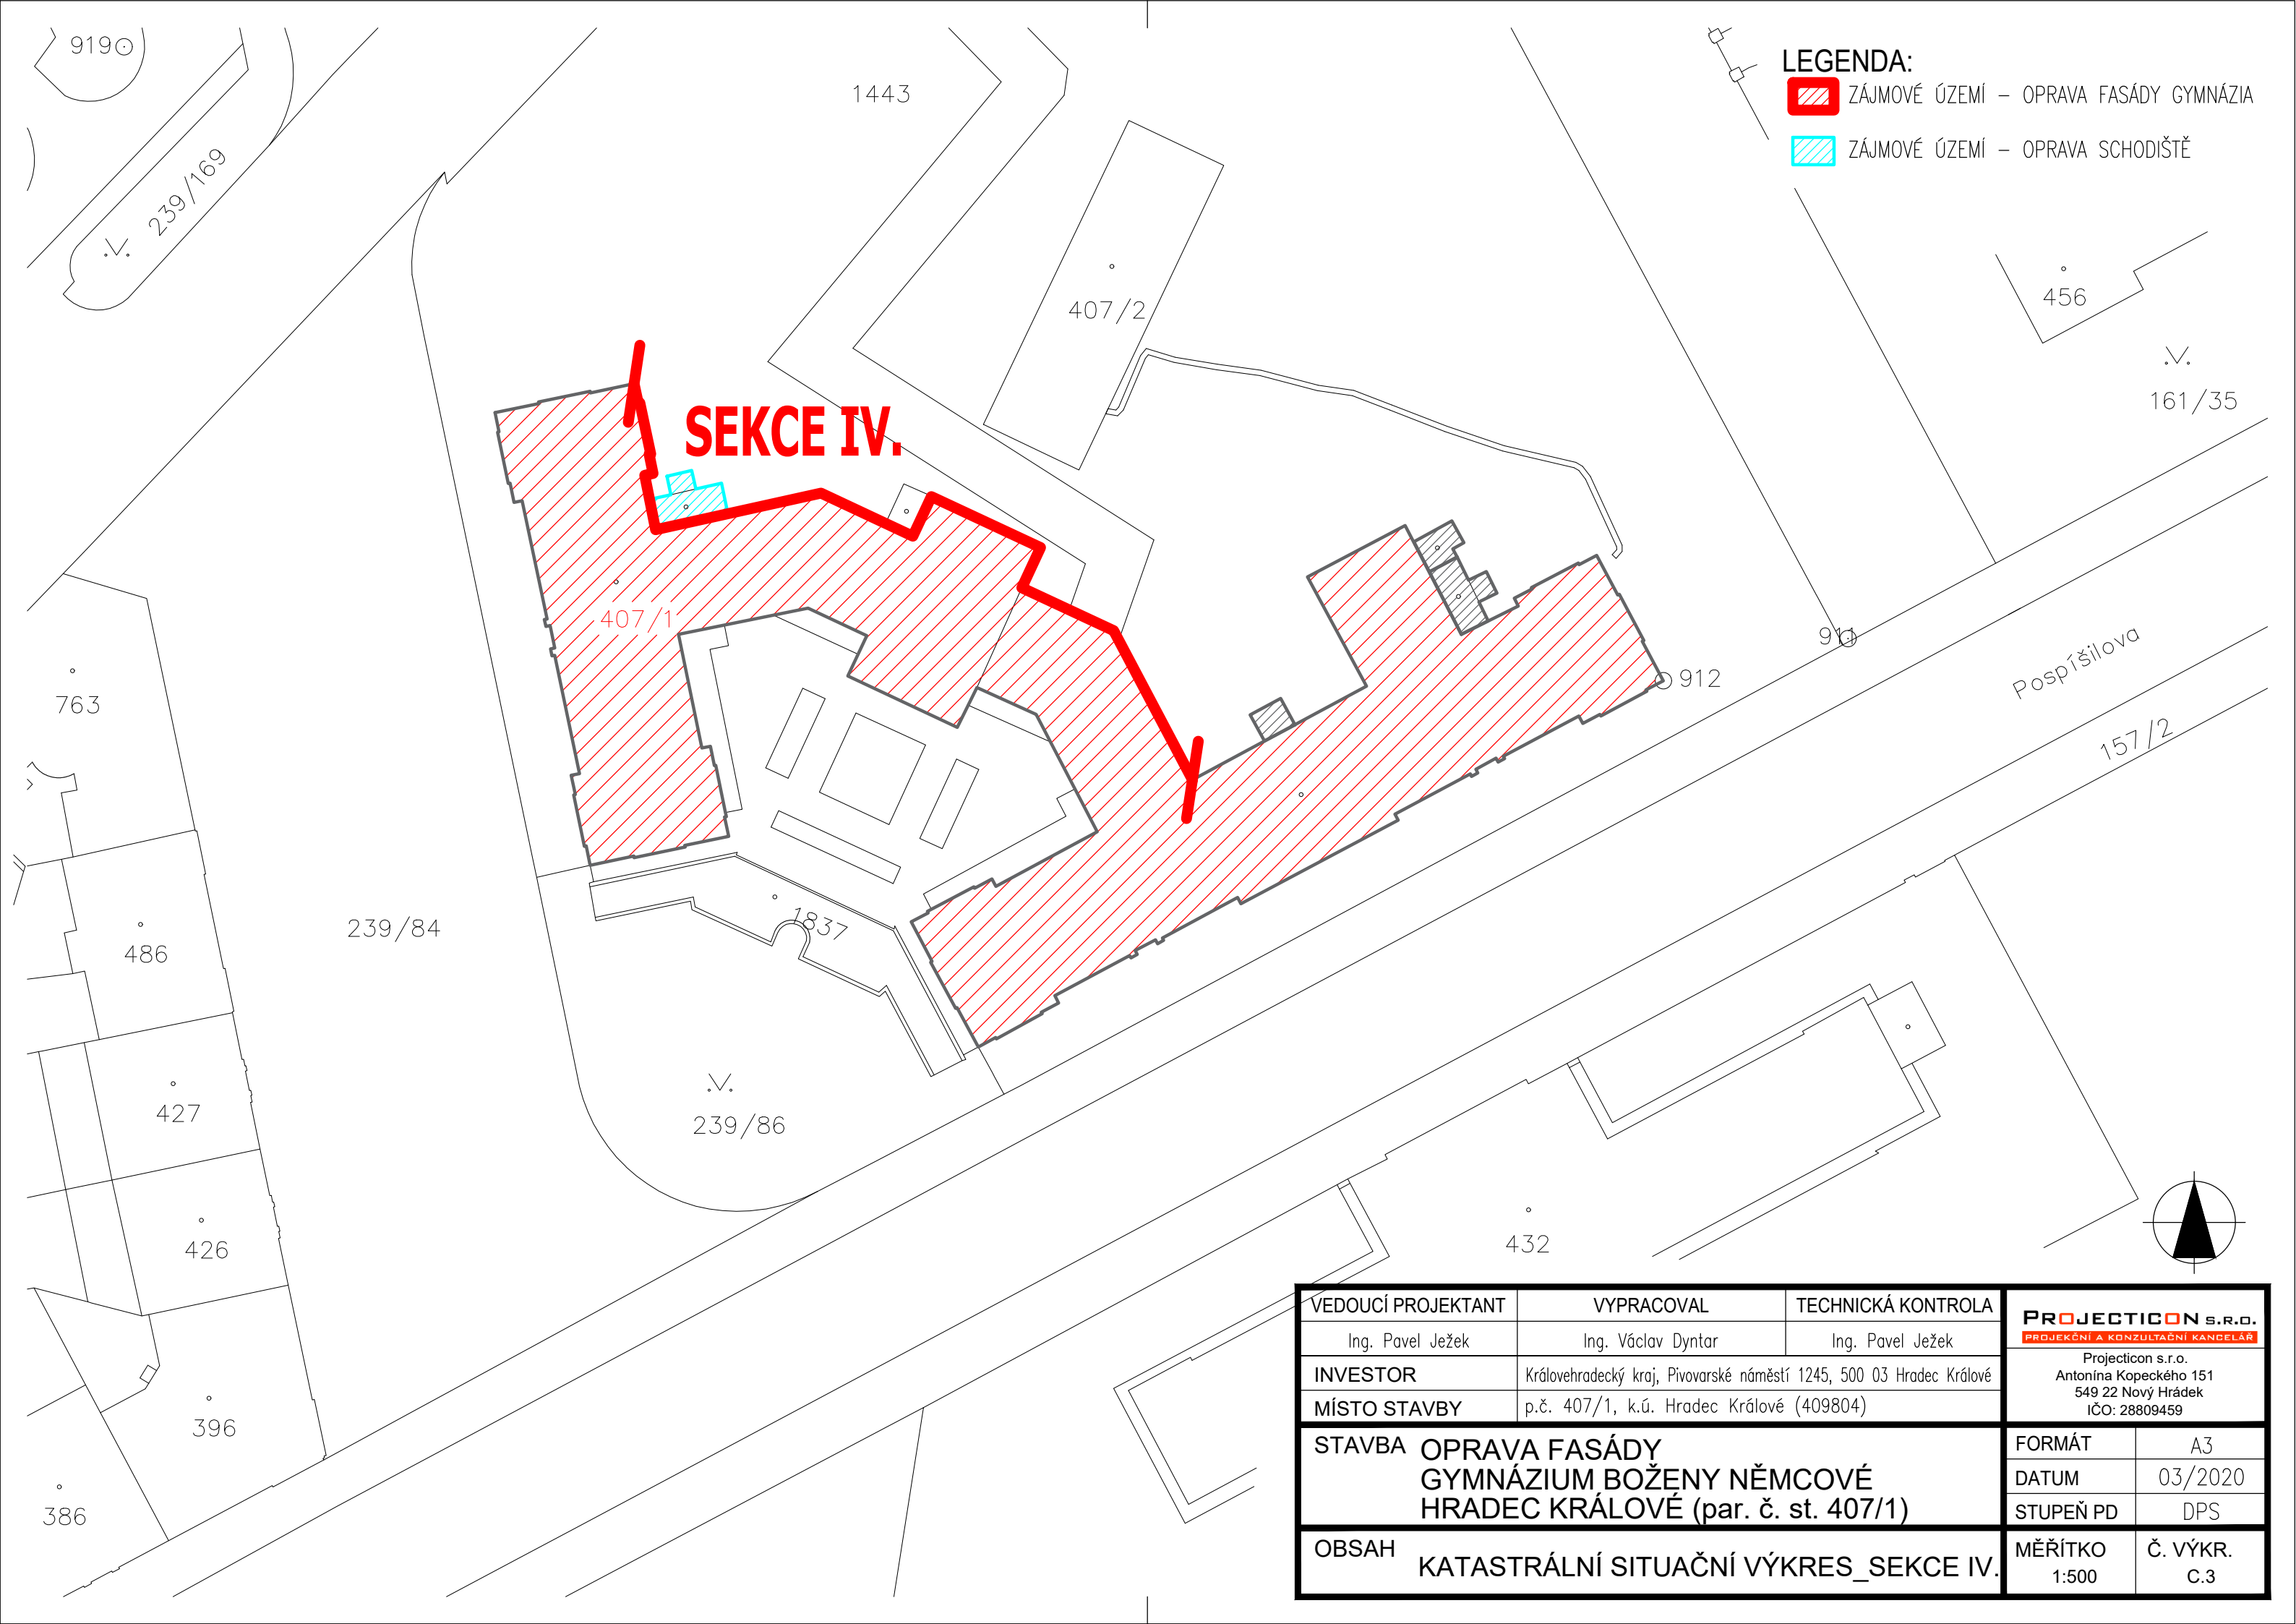 919
1443
LEGENDA:
ZÁJMOVÉ ÚZEMÍ – OPRAVA FASÁDY GYMNÁZIA
ZÁJMOVÉ ÚZEMÍ – OPRAVA SCHODIŠTĚ
239/169
407/2
456
161/35
SEKCE IV.
407/1
911
912
Pospíšilova
157/2
763
1837
239/84
486
427
239/86
426
432
396
386
VEDOUCÍ PROJEKTANT
VYPRACOVAL
TECHNICKÁ KONTROLA
Ing. Pavel Ježek
Ing. Václav Dyntar
Ing. Pavel Ježek
INVESTOR
Královehradecký kraj, Pivovarské náměstí 1245, 500 03 Hradec Králové
MÍSTO STAVBY
p.č. 407/1, k.ú. Hradec Králové (409804)
PROJECTICON S.R.O.
PROJEKČNÍ A KONZULTAČNÍ KANCELÁŘ
Projecticon s.r.o.
Antonína Kopeckého 151
549 22 Nový Hrádek
IČO: 28809459
STAVBA
OPRAVA FASÁDY
GYMNÁZIUM BOŽENY NĚMCOVÉ
HRADEC KRÁLOVÉ (par. č. st. 407/1)
FORMÁT
A3
DATUM
03/2020
STUPEŇ PD
DPS
OBSAH
KATASTRÁLNÍ SITUAČNÍ VÝKRES_SEKCE IV.
MĚŘÍTKO
1:500
Č. VÝKR.
C.3